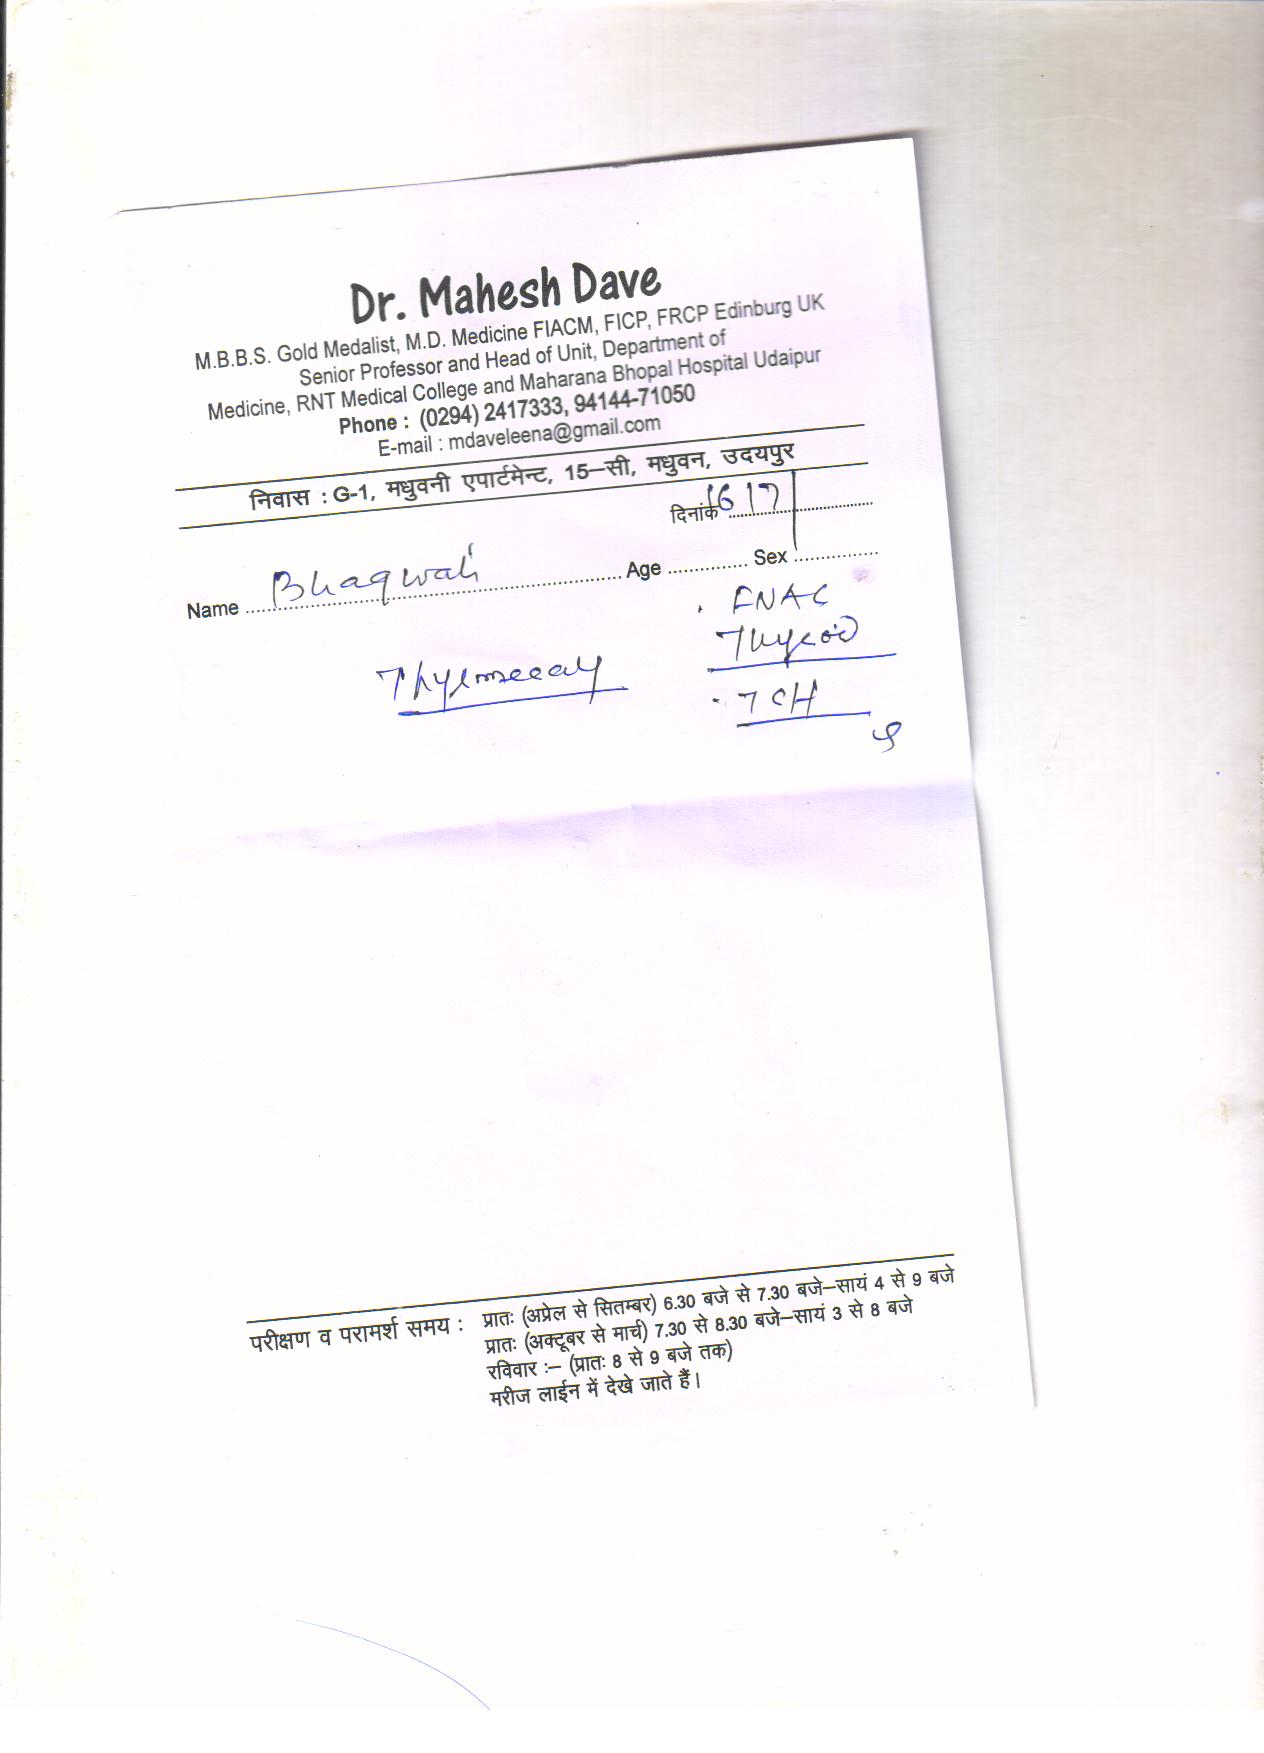 Dr. Mahesh Dave
M.B.B.S. Gold Medalist, M.D. Medicine FIACM, FICP, FRCP Edinburg UK
Senior Professor and Head of Unit, Department of
Medicine, RNT Medical College and Maharana Bhopal Hospital Udaipur
Phone : (0294) 2417333, 94144-71050
E-mail : mdaveleena@gmail.com
निवास : G-1, मधुवनी एपार्टमेन्ट, 15–सी, मधुवन, उदयपुर
दिनांक 16 17
Name Bhagwati Age Sex
FNAC
Thyroid
TSH
परीक्षण व परामर्श समय : प्रातः (अप्रेल से सितम्बर) 6.30 बजे से 7.30 बजे–सायं 4 से 9 बजे
प्रातः (अक्टूबर से मार्च) 7.30 से 8.30 बजे–सायं 3 से 8 बजे
रविवार :– (प्रातः 8 से 9 बजे तक)
मरीज लाईन में देखे जाते हैं।